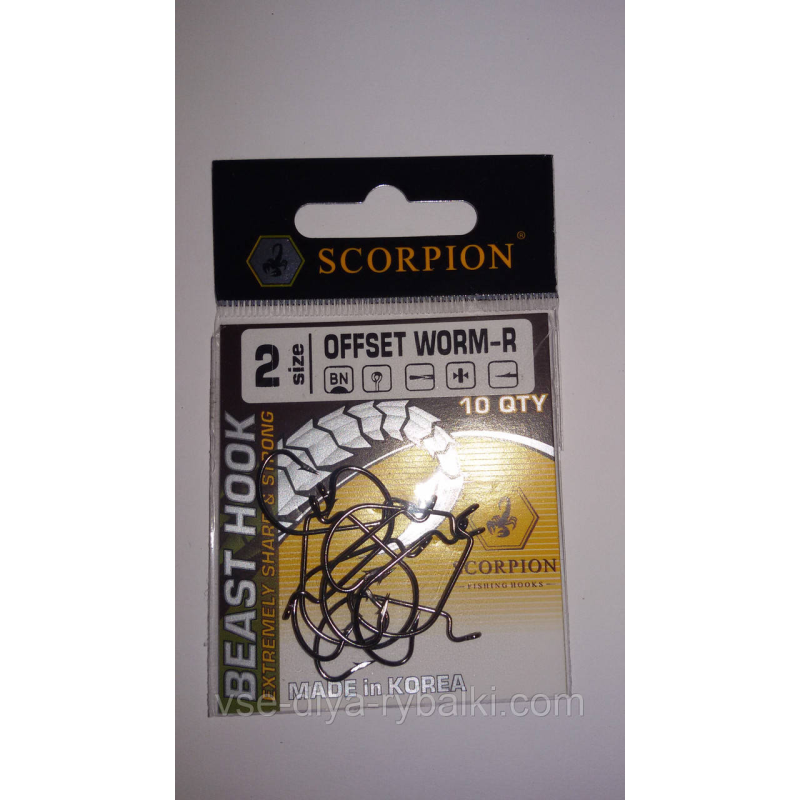 SCORPION®
2 size
OFFSET WORM-R
BN
10 QTY
BEAST HOOK
EXTREMELY SHARP & STRONG
SCORPION
FISHING HOOKS
MADE in KOREA
vse-dlya-rybalki.com